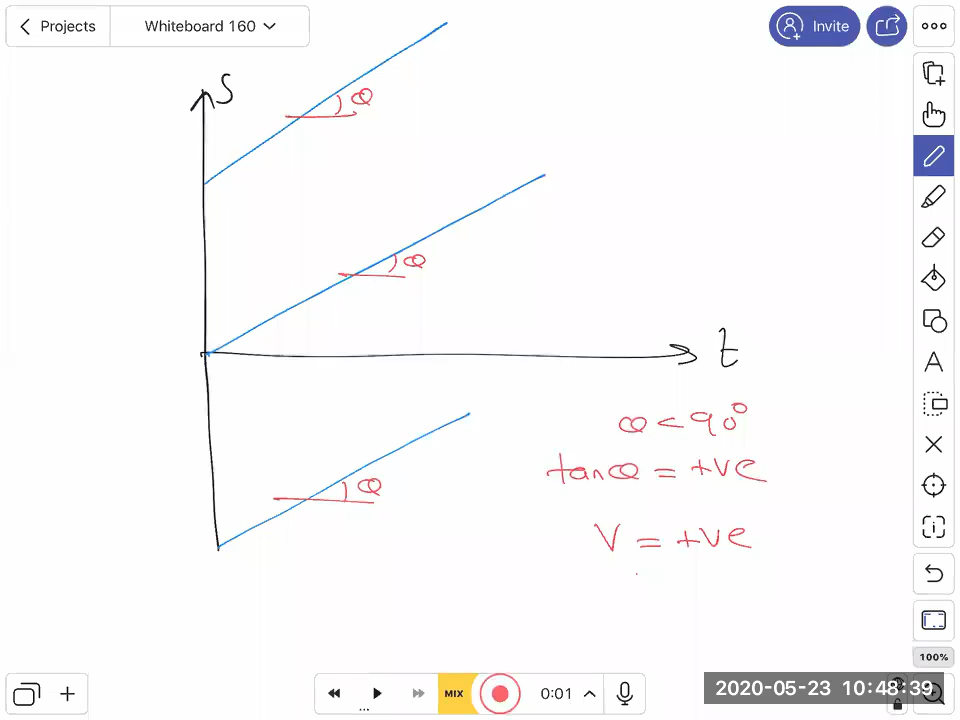 Projects
Whiteboard 160
Invite
S
θ
θ
t
θ < 90°
tanθ = +ve
θ
V = +ve
A
100%
MIX
0:01
2020-05-23 10:48:39